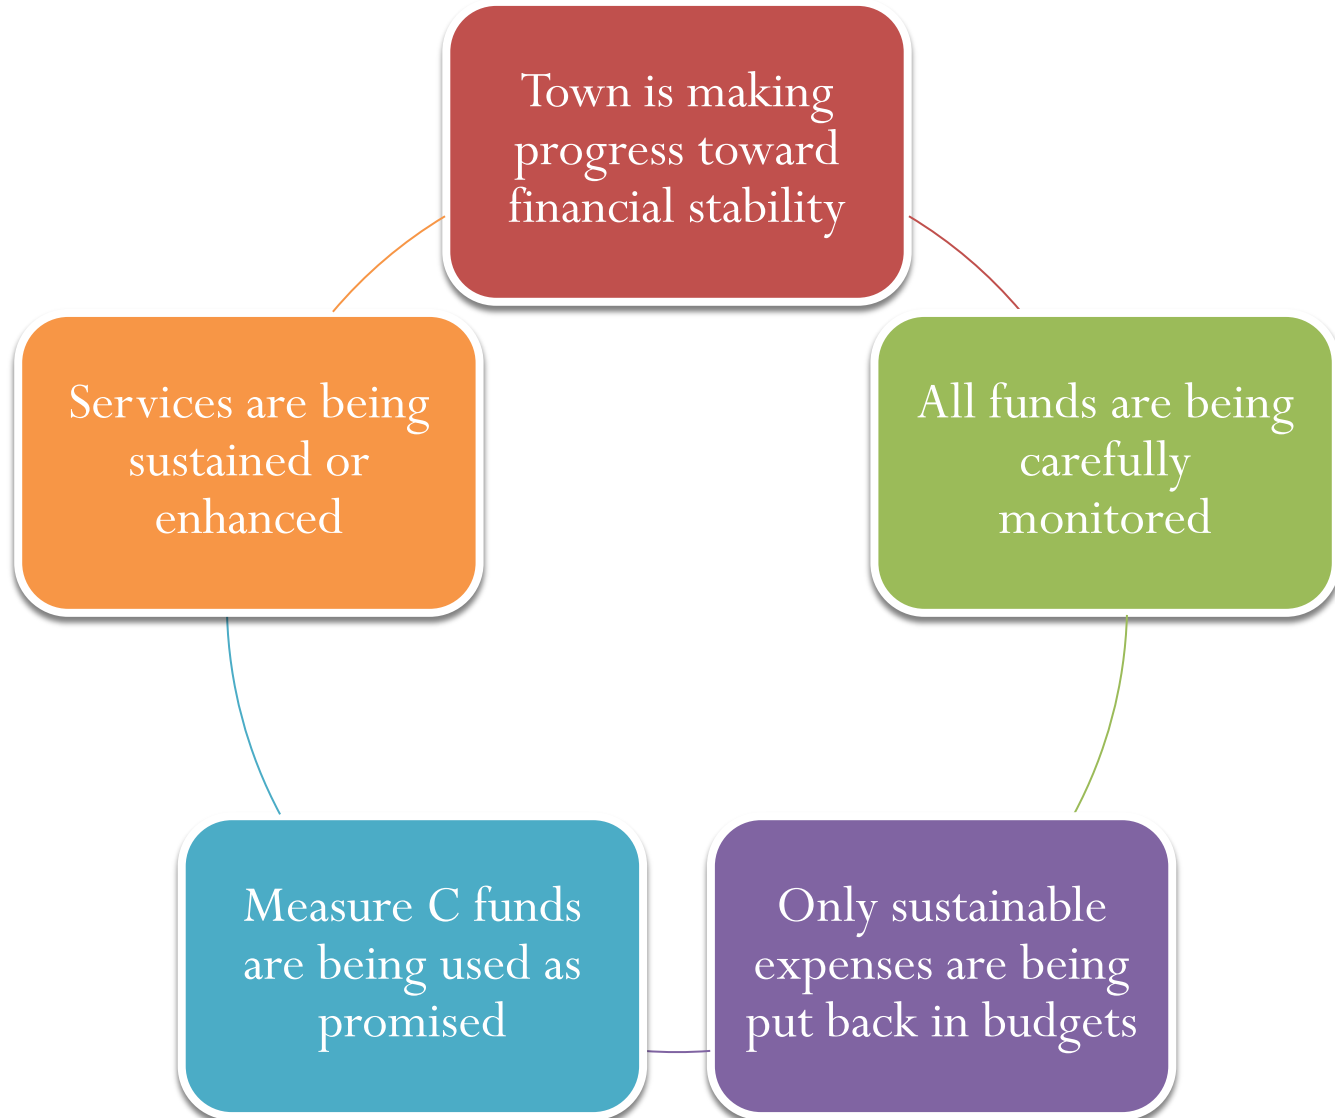 Town is making
progress toward
financial stability
Services are being
sustained or
enhanced
All funds are being
carefully
monitored
Measure C funds
are being used as
promised
Only sustainable
expenses are being
put back in budgets